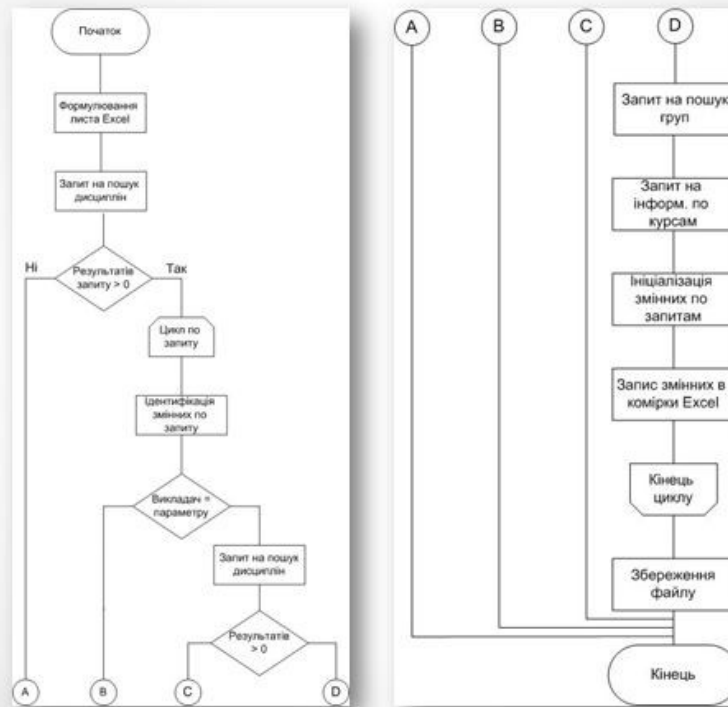 Початок
Формулювання
листа Excel
Запит на пошук
дисциплін
Ні
Результатів
запиту > 0
Так
Цикл по
запиту
Ідентифікація
змінних по
запиту
Викладач =
параметру
Запит на пошук
дисциплін
Результатів
> 0
A
B
C
D
A
B
C
D
Запит на пошук
груп
Запит на
інформ. по
курсам
Ініціалізація
змінних по
запитам
Запис змінних в
комірки Excel
Кінець
циклу
Збереження
файлу
Кінець